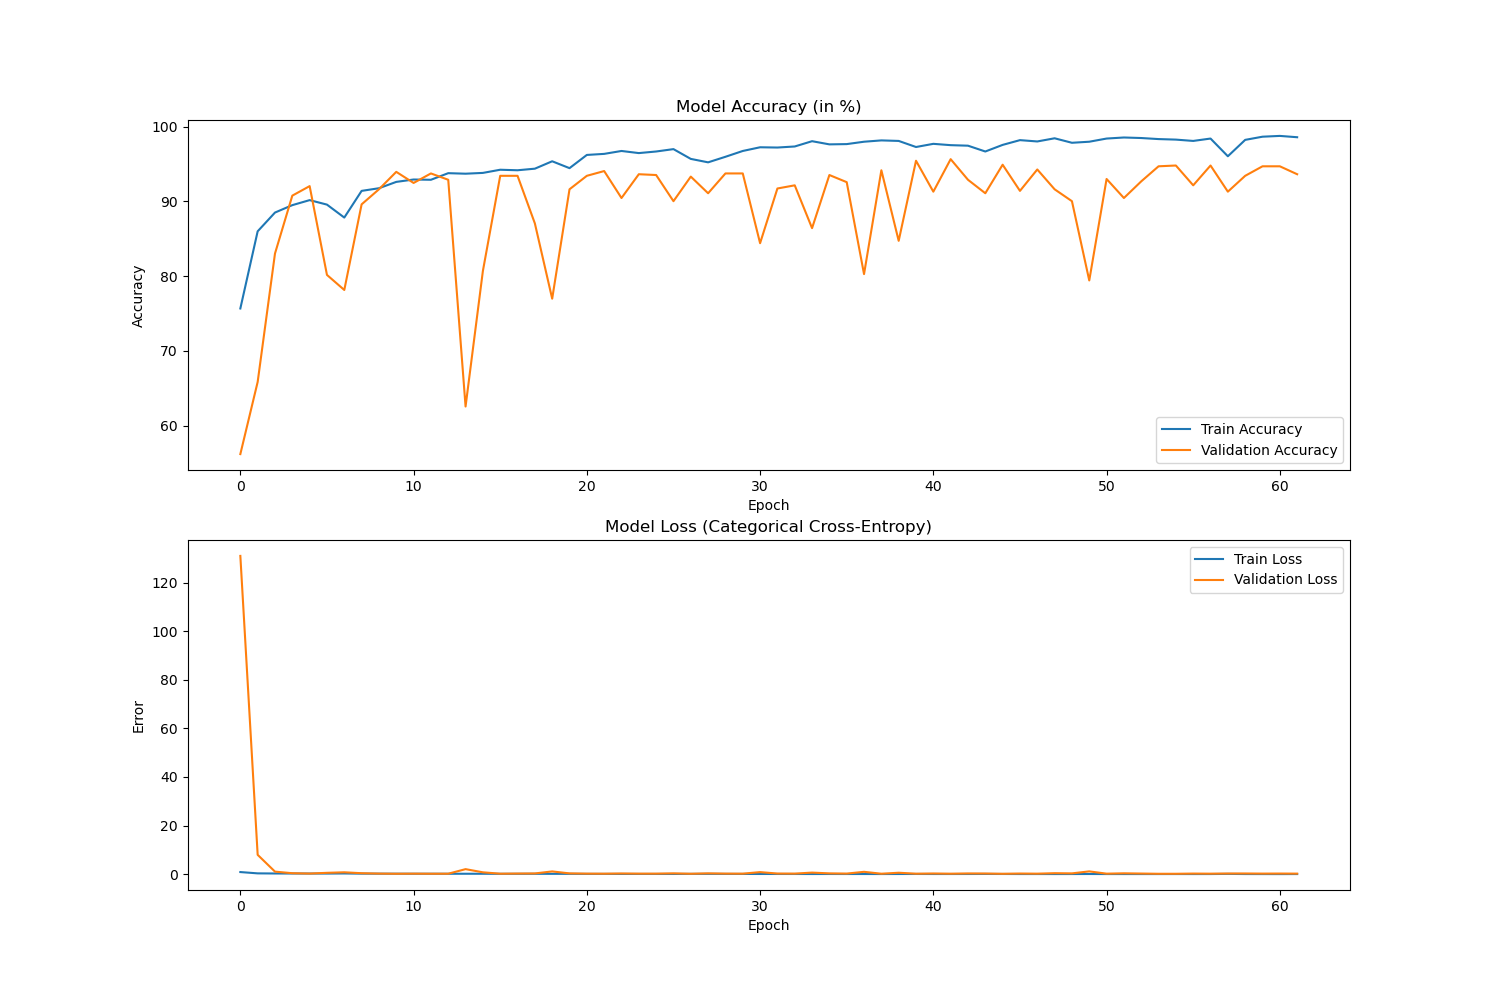 Model Accuracy (in %)
100
90
80
70
60
Accuracy
Train Accuracy
Validation Accuracy
0 10 20 30 40 50 60
Epoch
Model Loss (Categorical Cross-Entropy)
Train Loss
Validation Loss
120
100
80
60
40
20
0
Error
0 10 20 30 40 50 60
Epoch